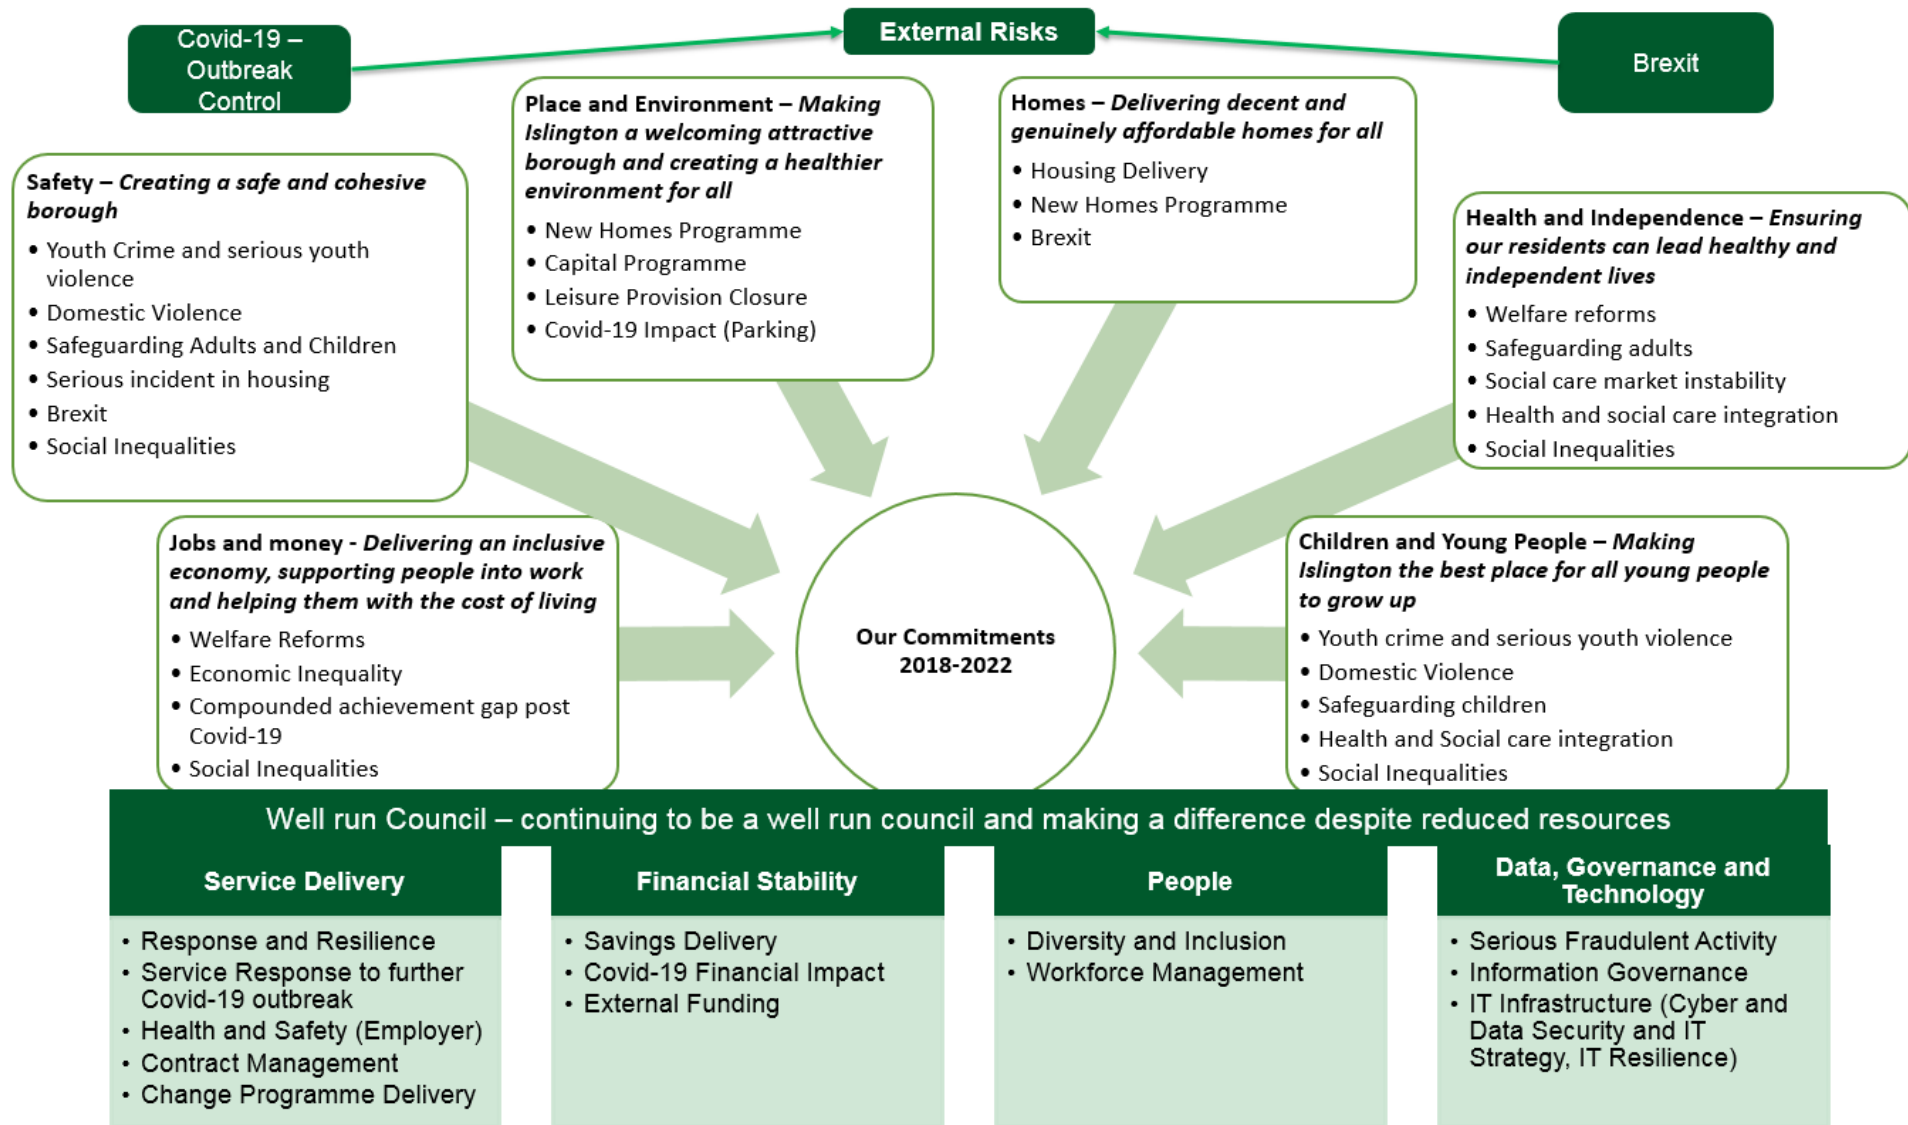 External Risks
Covid-19 –
Outbreak
Control
Brexit
Safety – Creating a safe and cohesive
borough
• Youth Crime and serious youth
violence
• Domestic Violence
• Safeguarding Adults and Children
• Serious incident in housing
• Brexit
• Social Inequalities
Place and Environment – Making
Islington a welcoming attractive
borough and creating a healthier
environment for all
• New Homes Programme
• Capital Programme
• Leisure Provision Closure
• Covid-19 Impact (Parking)
Homes – Delivering decent and
genuinely affordable homes for all
• Housing Delivery
• New Homes Programme
• Brexit
Health and Independence – Ensuring
our residents can lead healthy and
independent lives
• Welfare reforms
• Safeguarding adults
• Social care market instability
• Health and social care integration
• Social Inequalities
Jobs and money - Delivering an inclusive
economy, supporting people into work
and helping them with the cost of living
• Welfare Reforms
• Economic Inequality
• Compounded achievement gap post
Covid-19
• Social Inequalities
Our Commitments
2018-2022
Children and Young People – Making
Islington the best place for all young people
to grow up
• Youth crime and serious youth violence
• Domestic Violence
• Safeguarding children
• Health and Social care integration
• Social Inequalities
Well run Council – continuing to be a well run council and making a difference despite reduced resources
Service Delivery
• Response and Resilience
• Service Response to further
Covid-19 outbreak
• Health and Safety (Employer)
• Contract Management
• Change Programme Delivery
Financial Stability
• Savings Delivery
• Covid-19 Financial Impact
• External Funding
People
• Diversity and Inclusion
• Workforce Management
Data, Governance and
Technology
• Serious Fraudulent Activity
• Information Governance
• IT Infrastructure (Cyber and
Data Security and IT
Strategy, IT Resilience)